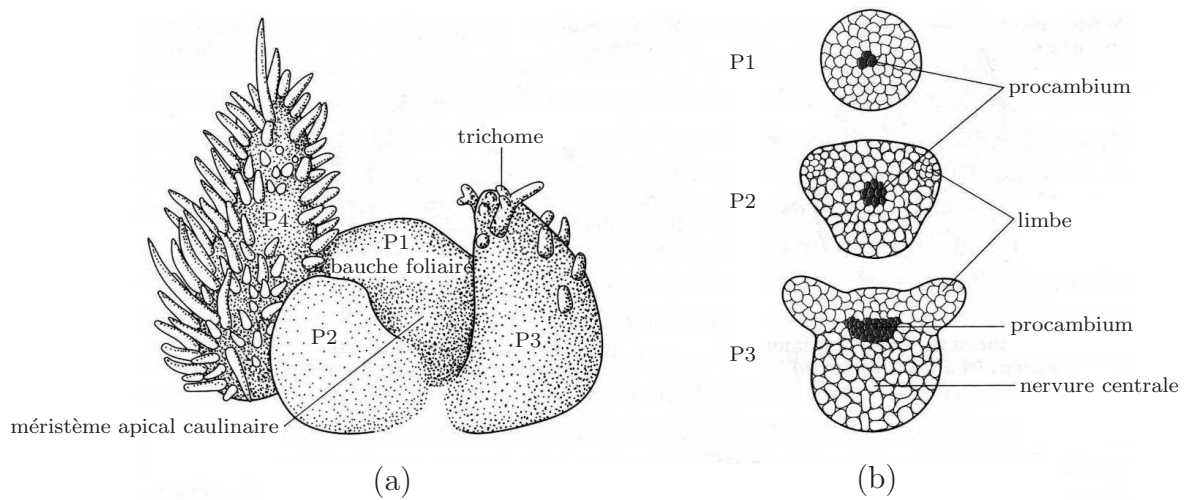 trichome
P4
P1
bauche foliaire
P2
P3
méristème apical caulinaire
(a)
P1
procambium
P2
limbe
procambium
P3
nervure centrale
(b)